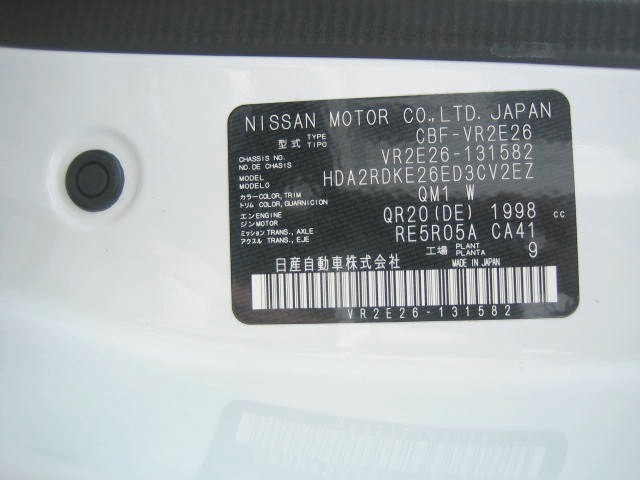 NISSAN MOTOR CO.,LTD. JAPAN
型式 TYPE TIPO CBF-VR2E26
CHASSIS NO. NO.DE CHASIS VR2E26-131582
MODEL MODELO HDA2RDKE26ED3CV2EZ
カラー COLOR, TRIM トリム COLOR, GUARNICION QM1 W
エンジン ENGINE ジン MOTOR QR20(DE) 1998 cc
ミッション TRANS., AXLE アクスル TRANS., EJE RE5R05A CA41
工場 PLANT PLANTA 9
日産自動車株式会社 MADE IN JAPAN
VR2E26-131582